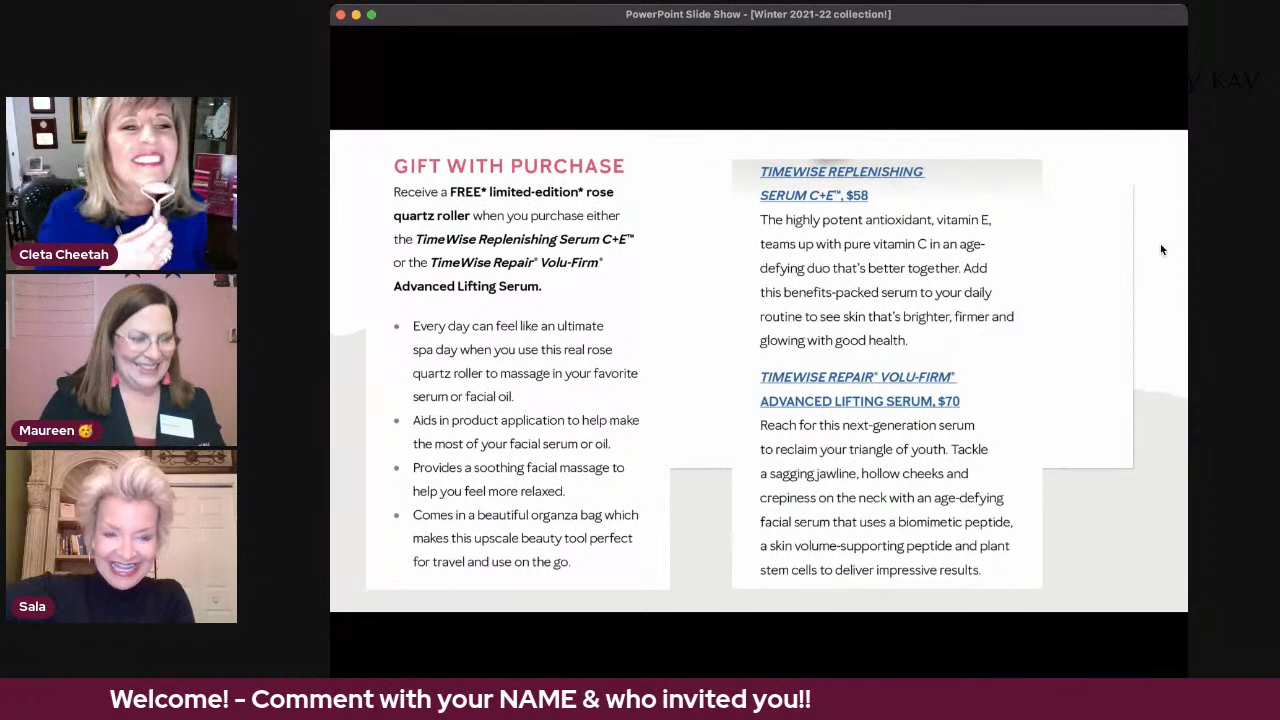 PowerPoint Slide Show - [Winter 2021-22 collection!]
Y KAY
Cleta Cheetah
Maureen 🥳
Sala
GIFT WITH PURCHASE
Receive a FREE* limited-edition* rose
quartz roller when you purchase either
the TimeWise Replenishing Serum C+E™
or the TimeWise Repair® Volu-Firm®
Advanced Lifting Serum.
• Every day can feel like an ultimate
spa day when you use this real rose
quartz roller to massage in your favorite
serum or facial oil.
• Aids in product application to help make
the most of your facial serum or oil.
• Provides a soothing facial massage to
help you feel more relaxed.
• Comes in a beautiful organza bag which
makes this upscale beauty tool perfect
for travel and use on the go.
TIMEWISE REPLENISHING
SERUM C+E™, $58
The highly potent antioxidant, vitamin E,
teams up with pure vitamin C in an age-
defying duo that's better together. Add
this benefits-packed serum to your daily
routine to see skin that's brighter, firmer and
glowing with good health.
TIMEWISE REPAIR® VOLU-FIRM®
ADVANCED LIFTING SERUM, $70
Reach for this next-generation serum
to reclaim your triangle of youth. Tackle
a sagging jawline, hollow cheeks and
crepiness on the neck with an age-defying
facial serum that uses a biomimetic peptide,
a skin volume-supporting peptide and plant
stem cells to deliver impressive results.
Welcome! - Comment with your NAME & who invited you!!